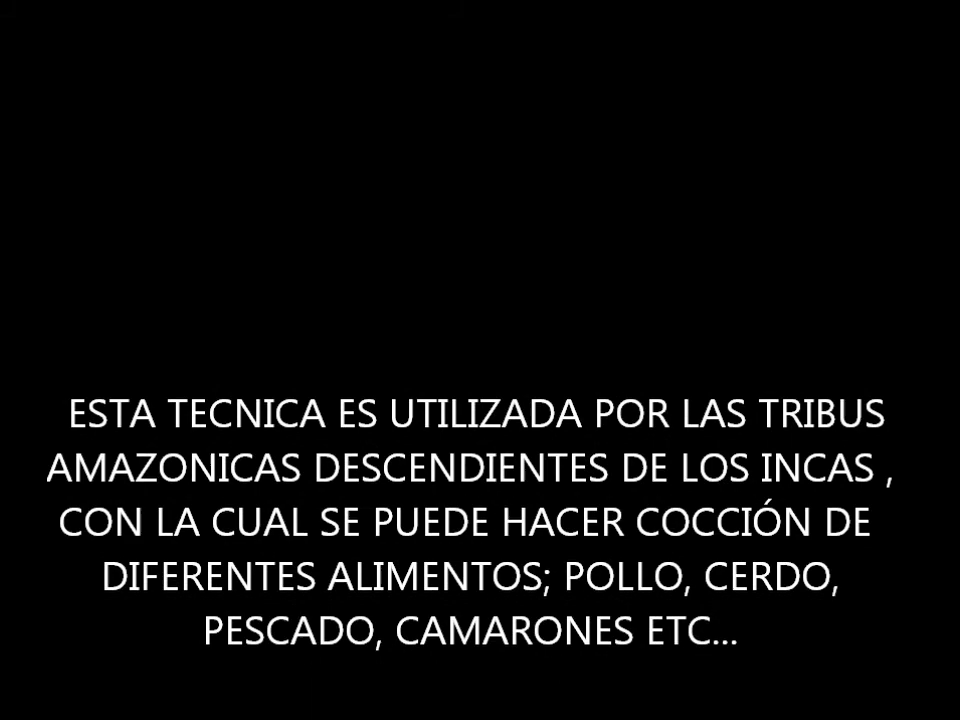 ESTA TECNICA ES UTILIZADA POR LAS TRIBUS
AMAZONICAS DESCENDIENTES DE LOS INCAS ,
CON LA CUAL SE PUEDE HACER COCCIÓN DE
DIFERENTES ALIMENTOS; POLLO, CERDO,
PESCADO, CAMARONES ETC...